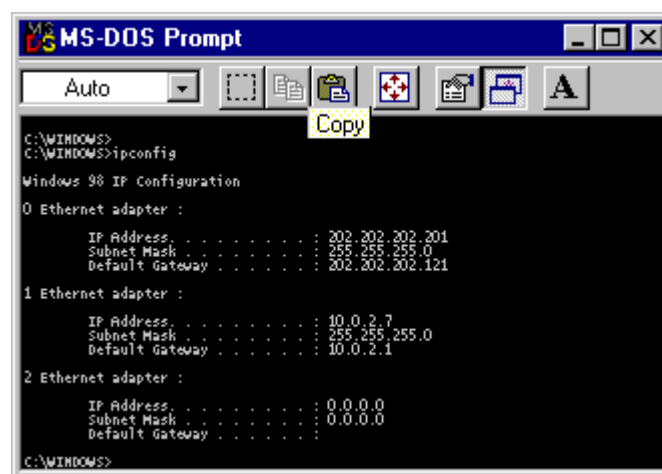 MS-DOS Prompt
Auto
A
Copy
C:\WINDOWS>
C:\WINDOWS>ipconfig
Windows 98 IP Configuration
0 Ethernet adapter :
IP Address. . . . . . . . . : 202.202.202.201
Subnet Mask . . . . . . . . : 255.255.255.0
Default Gateway . . . . . . : 202.202.202.121
1 Ethernet adapter :
IP Address. . . . . . . . . : 10.0.2.7
Subnet Mask . . . . . . . . : 255.255.255.0
Default Gateway . . . . . . : 10.0.2.1
2 Ethernet adapter :
IP Address. . . . . . . . . : 0.0.0.0
Subnet Mask . . . . . . . . : 0.0.0.0
Default Gateway . . . . . . :
C:\WINDOWS>